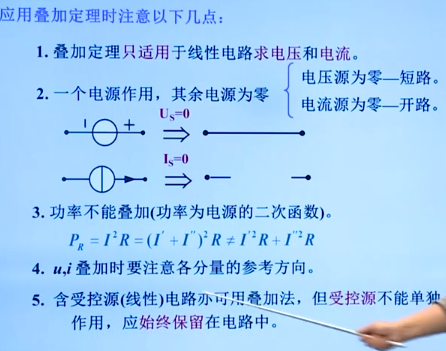 应用叠加定理时注意以下几点:
1. 叠加定理只适用于线性电路求电压和电流。
2. 一个电源作用，其余电源为零
电压源为零—短路。
电流源为零—开路。
Us=0
Is=0
3. 功率不能叠加(功率为电源的二次函数)。
P_R = I²R = (I′ + I″)²R ≠ I′²R + I″²R
4. u,i 叠加时要注意各分量的参考方向。
5. 含受控源(线性)电路亦可用叠加法，但受控源不能单独
作用，应始终保留在电路中。